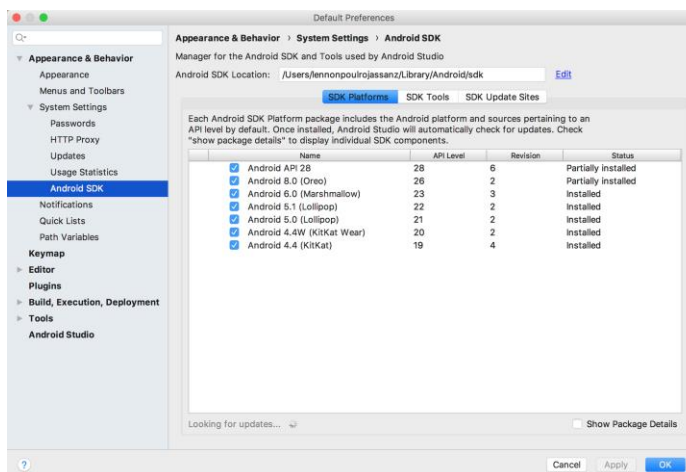 Default Preferences
Appearance & Behavior
Appearance
Menus and Toolbars
System Settings
Passwords
HTTP Proxy
Updates
Usage Statistics
Android SDK
Notifications
Quick Lists
Path Variables
Keymap
Editor
Plugins
Build, Execution, Deployment
Tools
Android Studio
Appearance & Behavior › System Settings › Android SDK
Manager for the Android SDK and Tools used by Android Studio
Android SDK Location: /Users/lennonpoulrojassanz/Library/Android/sdk Edit
SDK Platforms SDK Tools SDK Update Sites
Each Android SDK Platform package includes the Android platform and sources pertaining to an
API level by default. Once installed, Android Studio will automatically check for updates. Check
"show package details" to display individual SDK components.
Name API Level Revision Status
Android API 28 28 6 Partially installed
Android 8.0 (Oreo) 26 2 Partially installed
Android 6.0 (Marshmallow) 23 3 Installed
Android 5.1 (Lollipop) 22 2 Installed
Android 5.0 (Lollipop) 21 2 Installed
Android 4.4W (KitKat Wear) 20 2 Installed
Android 4.4 (KitKat) 19 4 Installed
Looking for updates... Show Package Details
? Cancel Apply OK